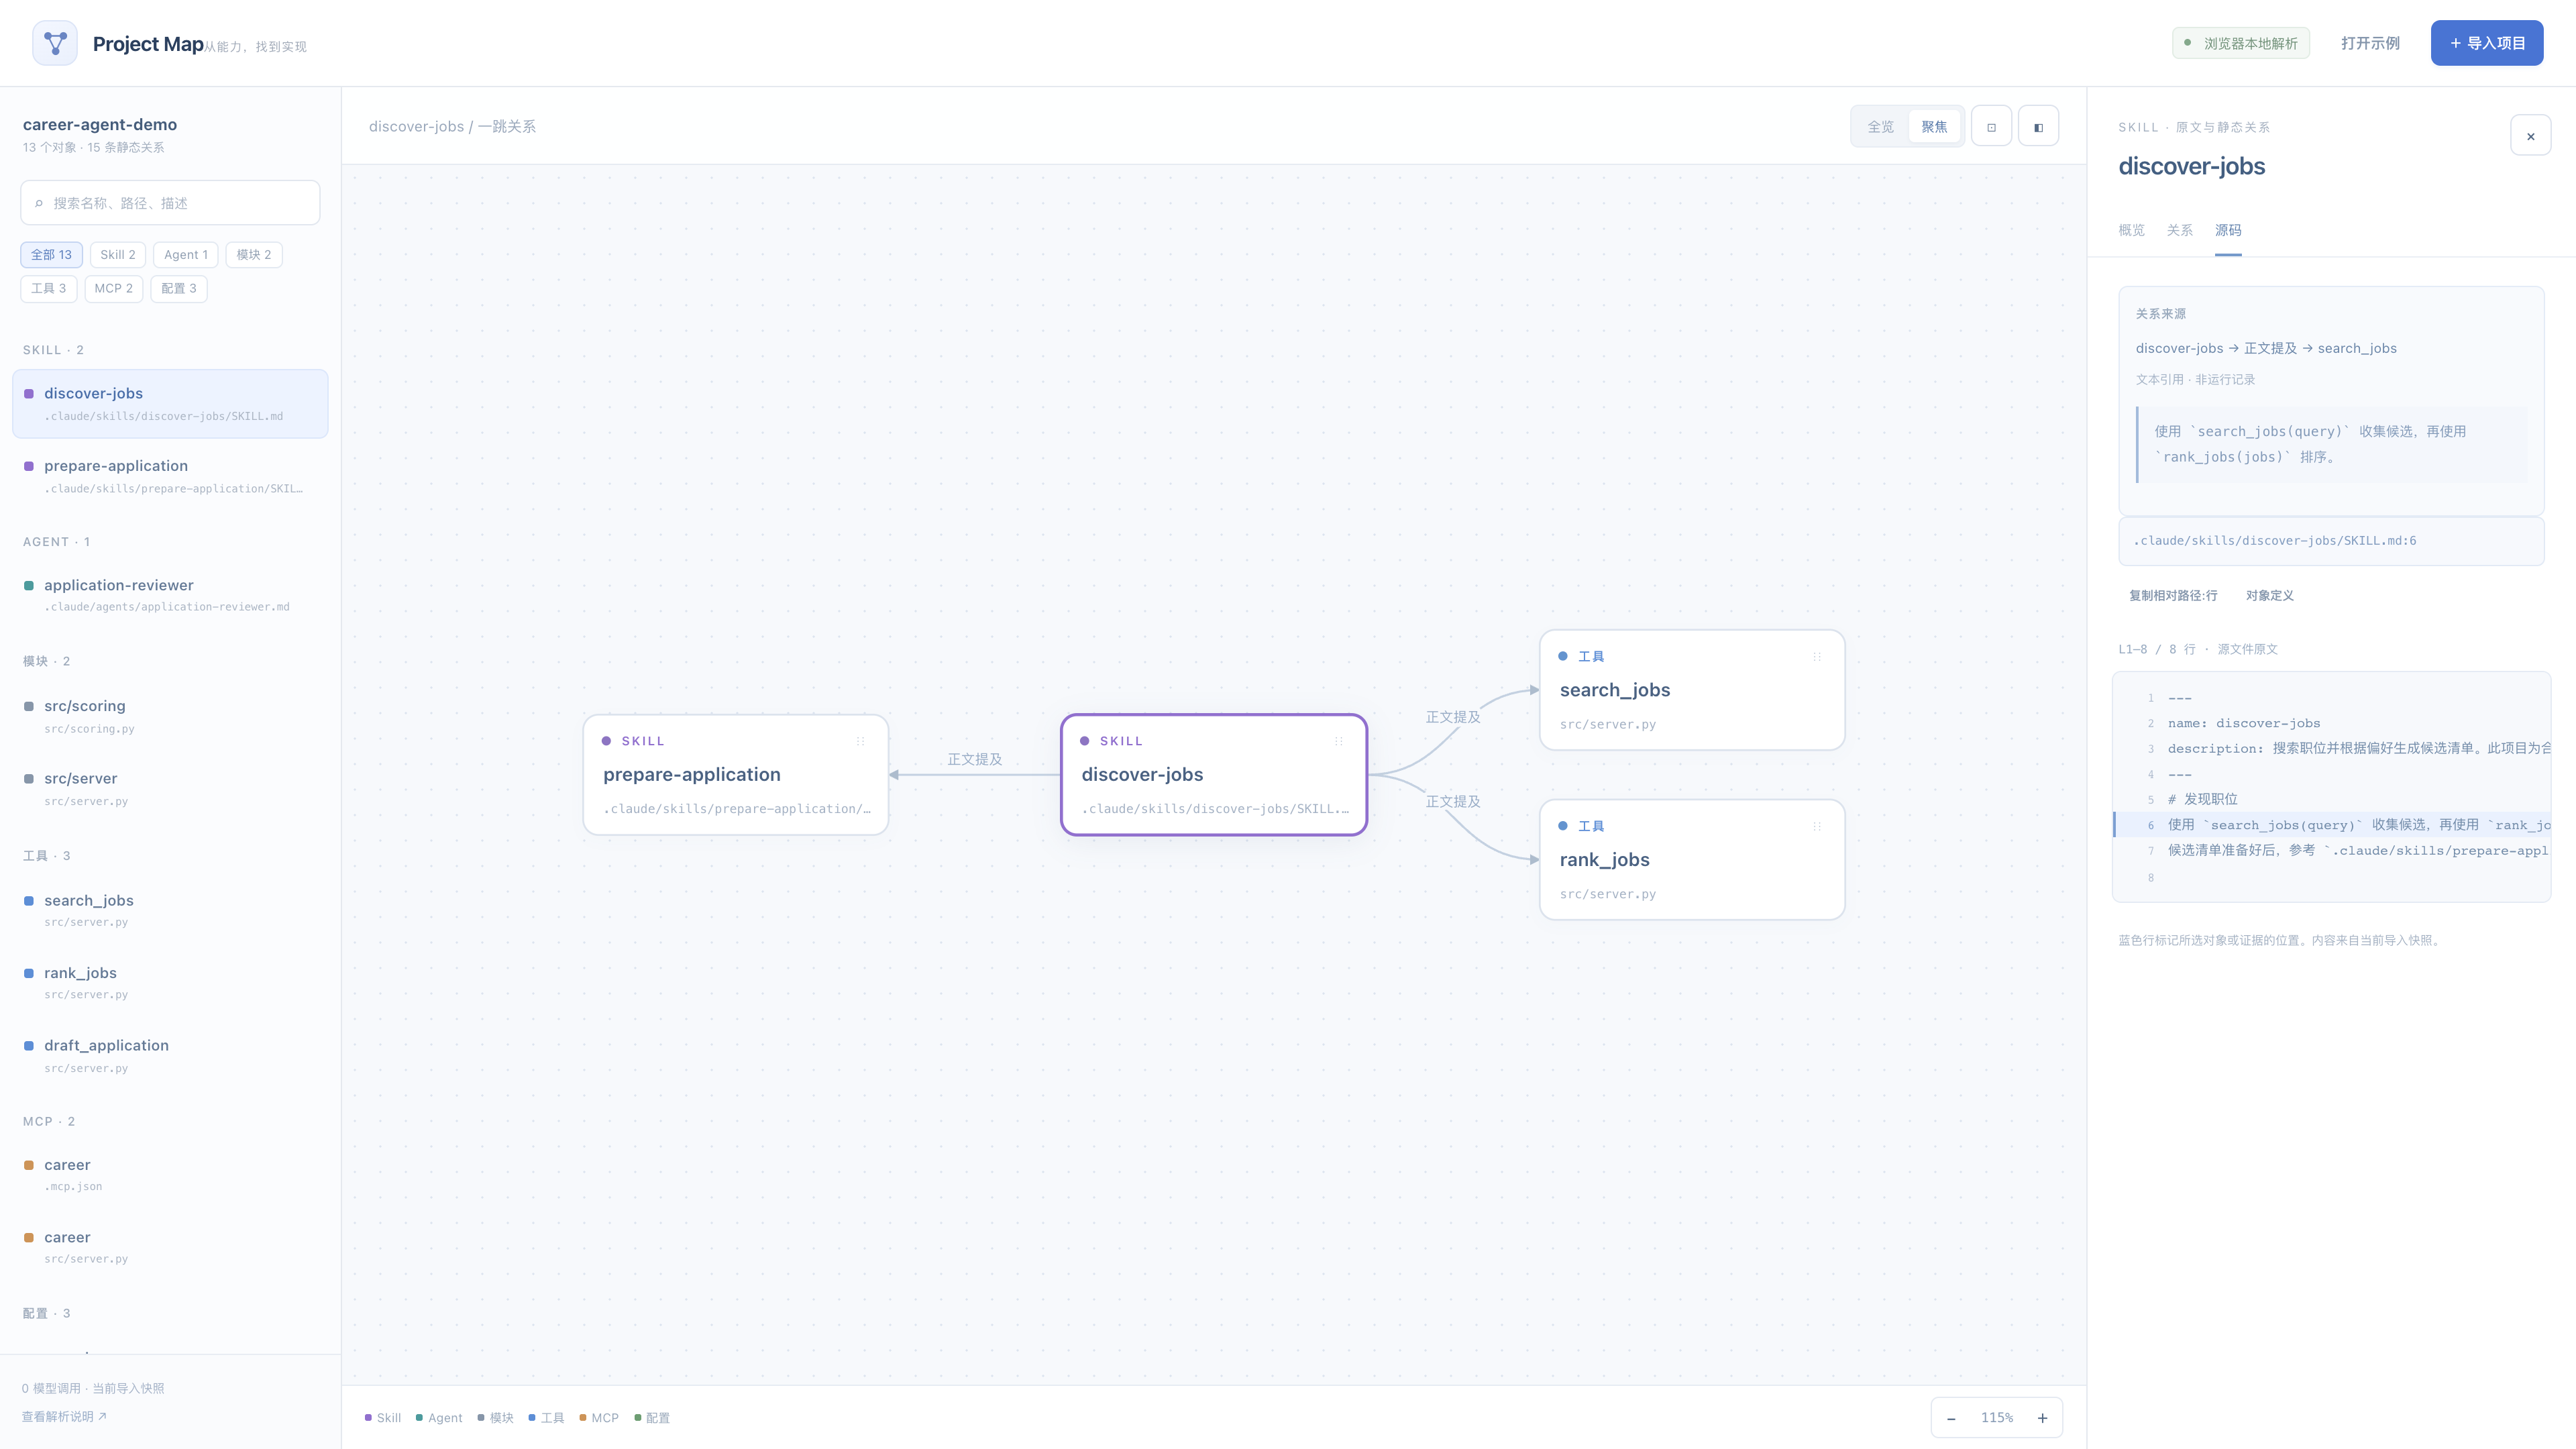 Project Map从能力，找到实现
浏览器本地解析
打开示例
+ 导入项目
career-agent-demo
13 个对象 · 15 条静态关系
搜索名称、路径、描述
全部 13
Skill 2
Agent 1
模块 2
工具 3
MCP 2
配置 3
SKILL · 2
discover-jobs
.claude/skills/discover-jobs/SKILL.md
prepare-application
.claude/skills/prepare-application/SKIL…
AGENT · 1
application-reviewer
.claude/agents/application-reviewer.md
模块 · 2
src/scoring
src/scoring.py
src/server
src/server.py
工具 · 3
search_jobs
src/server.py
rank_jobs
src/server.py
draft_application
src/server.py
MCP · 2
career
.mcp.json
career
src/server.py
配置 · 3
0 模型调用 · 当前导入快照
查看解析说明 ↗
discover-jobs / 一跳关系
全览
聚焦
SKILL
prepare-application
.claude/skills/prepare-application/…
正文提及
SKILL
discover-jobs
.claude/skills/discover-jobs/SKILL.…
正文提及
正文提及
工具
search_jobs
src/server.py
工具
rank_jobs
src/server.py
Skill
Agent
模块
工具
MCP
配置
− 115% +
SKILL · 原文与静态关系
×
discover-jobs
概览
关系
源码
关系来源
discover-jobs → 正文提及 → search_jobs
文本引用 · 非运行记录
使用 `search_jobs(query)` 收集候选，再使用
`rank_jobs(jobs)` 排序。
.claude/skills/discover-jobs/SKILL.md:6
复制相对路径:行
对象定义
L1–8 / 8 行 · 源文件原文
1 ---
2 name: discover-jobs
3 description: 搜索职位并根据偏好生成候选清单。此项目为合
4 ---
5 # 发现职位
6 使用 `search_jobs(query)` 收集候选，再使用 `rank_jo
7 候选清单准备好后，参考 `.claude/skills/prepare-appl
8
蓝色行标记所选对象或证据的位置。内容来自当前导入快照。